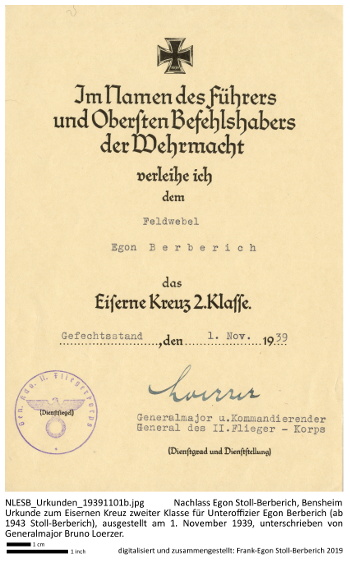 Im Namen des Führers
und Obersten Befehlshabers
der Wehrmacht
verleihe ich
dem
Feldwebel
Egon Berberich
das
Eiserne Kreuz 2. Klasse.
Gefechtsstand, den 1. Nov. 1939
Loerzer
Gen. Kdo. II. Fliegerkorps
(Dienstsiegel)
Generalmajor u.Kommandierender
General des II.Flieger - Korps
(Dienstgrad und Dienststellung)
NLESB_Urkunden_19391101b.jpg Nachlass Egon Stoll-Berberich, Bensheim
Urkunde zum Eisernen Kreuz zweiter Klasse für Unteroffizier Egon Berberich (ab
1943 Stoll-Berberich), ausgestellt am 1. November 1939, unterschrieben von
Generalmajor Bruno Loerzer.
1 cm
1 inch
digitalisiert und zusammengestellt: Frank-Egon Stoll-Berberich 2019